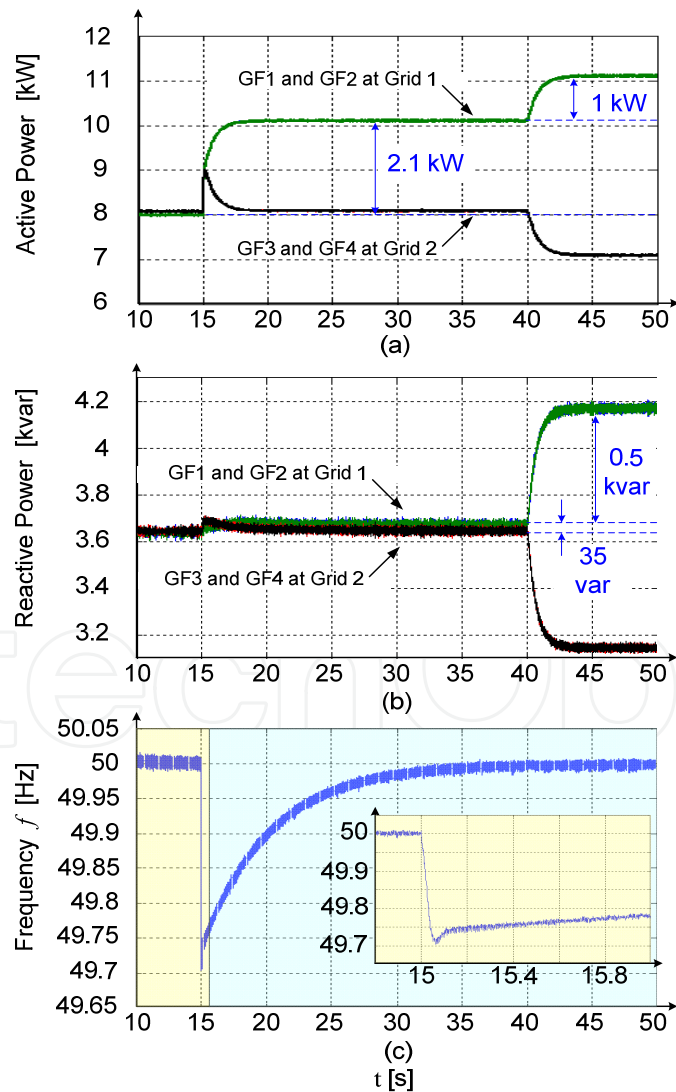 12
11
10
9
8
7
6
Active Power [kW]
GF1 and GF2 at Grid 1
1 kW
2.1 kW
GF3 and GF4 at Grid 2
10 15 20 25 30 35 40 45 50
(a)
4.2
4
3.8
3.6
3.4
3.2
Reactive Power [kvar]
GF1 and GF2 at Grid 1
0.5
kvar
GF3 and GF4 at Grid 2
35
var
10 15 20 25 30 35 40 45 50
(b)
50.05
50
49.95
49.9
49.85
49.8
49.75
49.7
49.65
Frequency f [Hz]
50
49.9
49.8
49.7
15 15.4 15.8
10 15 20 25 30 35 40 45 50
(c)
t [s]